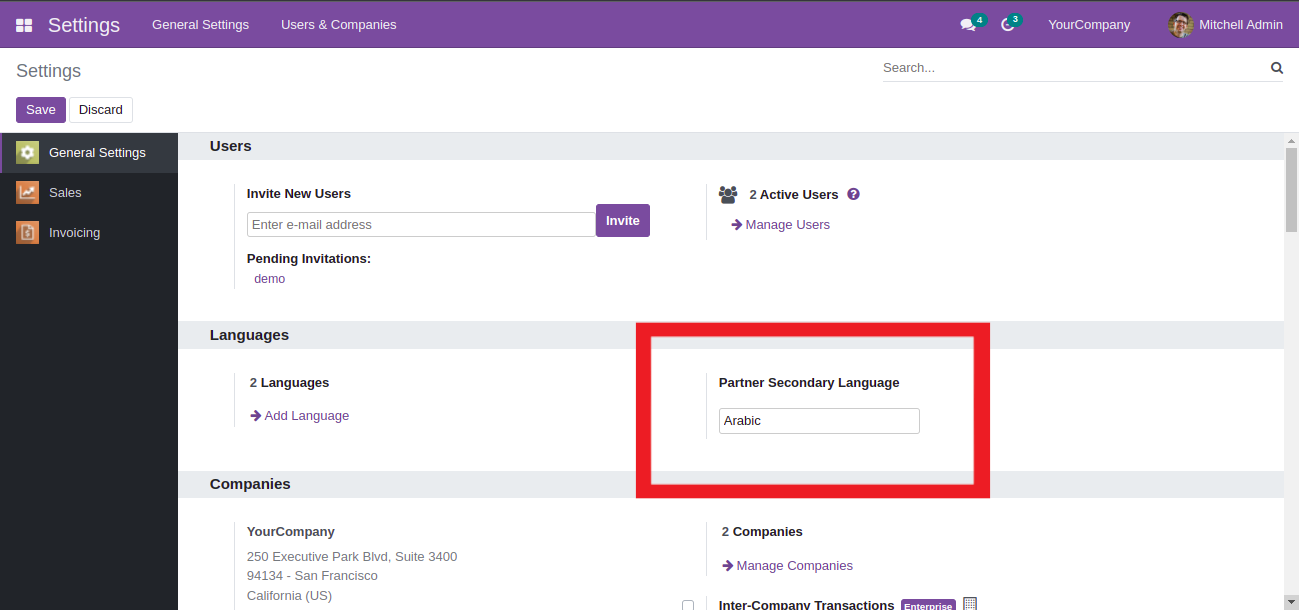 Settings General Settings Users & Companies 4 3 YourCompany Mitchell Admin
Settings Search...
Save Discard
General Settings
Sales
Invoicing
Users
Invite New Users
Enter e-mail address Invite
Pending Invitations:
demo
2 Active Users ?
Manage Users
Languages
2 Languages
Add Language
Partner Secondary Language
Arabic
Companies
YourCompany
250 Executive Park Blvd, Suite 3400
94134 - San Francisco
California (US)
2 Companies
Manage Companies
Inter-Company Transactions Enterprise